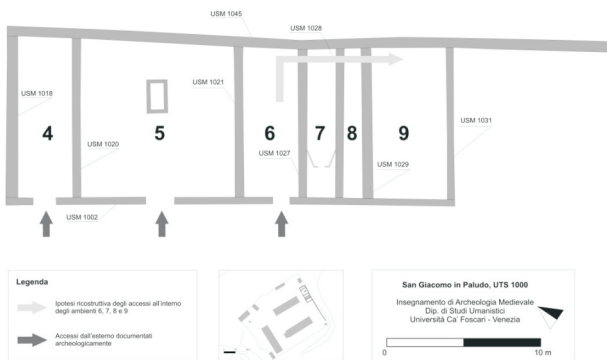 USM 1045
USM 1028
USM 1018
USM 1021
4
5
6
7
8
9
USM 1020
USM 1027
USM 1029
USM 1031
USM 1002
Legenda
Ipotesi ricostruttiva degli accessi all'interno
degli ambienti 6, 7, 8 e 9
Accessi dall'esterno documentati
archeologicamente
San Giacomo in Paludo, UTS 1000
Insegnamento di Archeologia Medievale
Dip. di Studi Umanistici
Università Ca' Foscari - Venezia
0
10 m